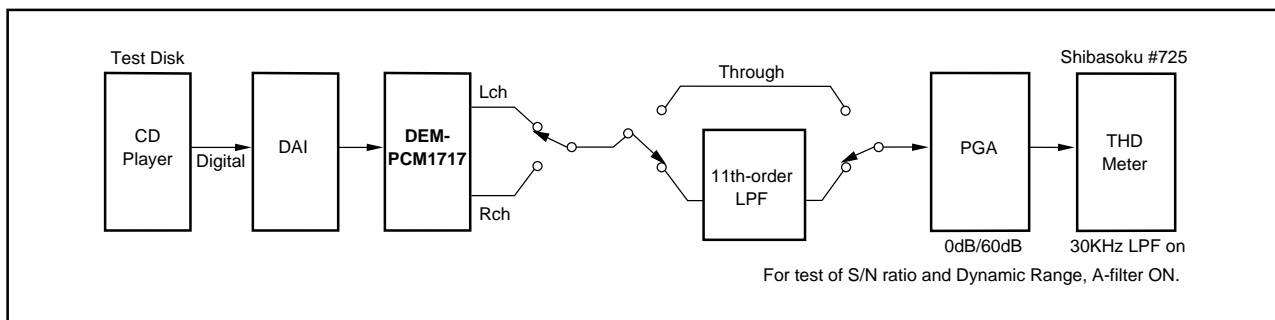 Test Disk
CD
Player
Digital
DAI
DEM-
PCM1717
Lch
Rch
Through
11th-order
LPF
PGA
0dB/60dB
Shibasoku #725
THD
Meter
30KHz LPF on
For test of S/N ratio and Dynamic Range, A-filter ON.